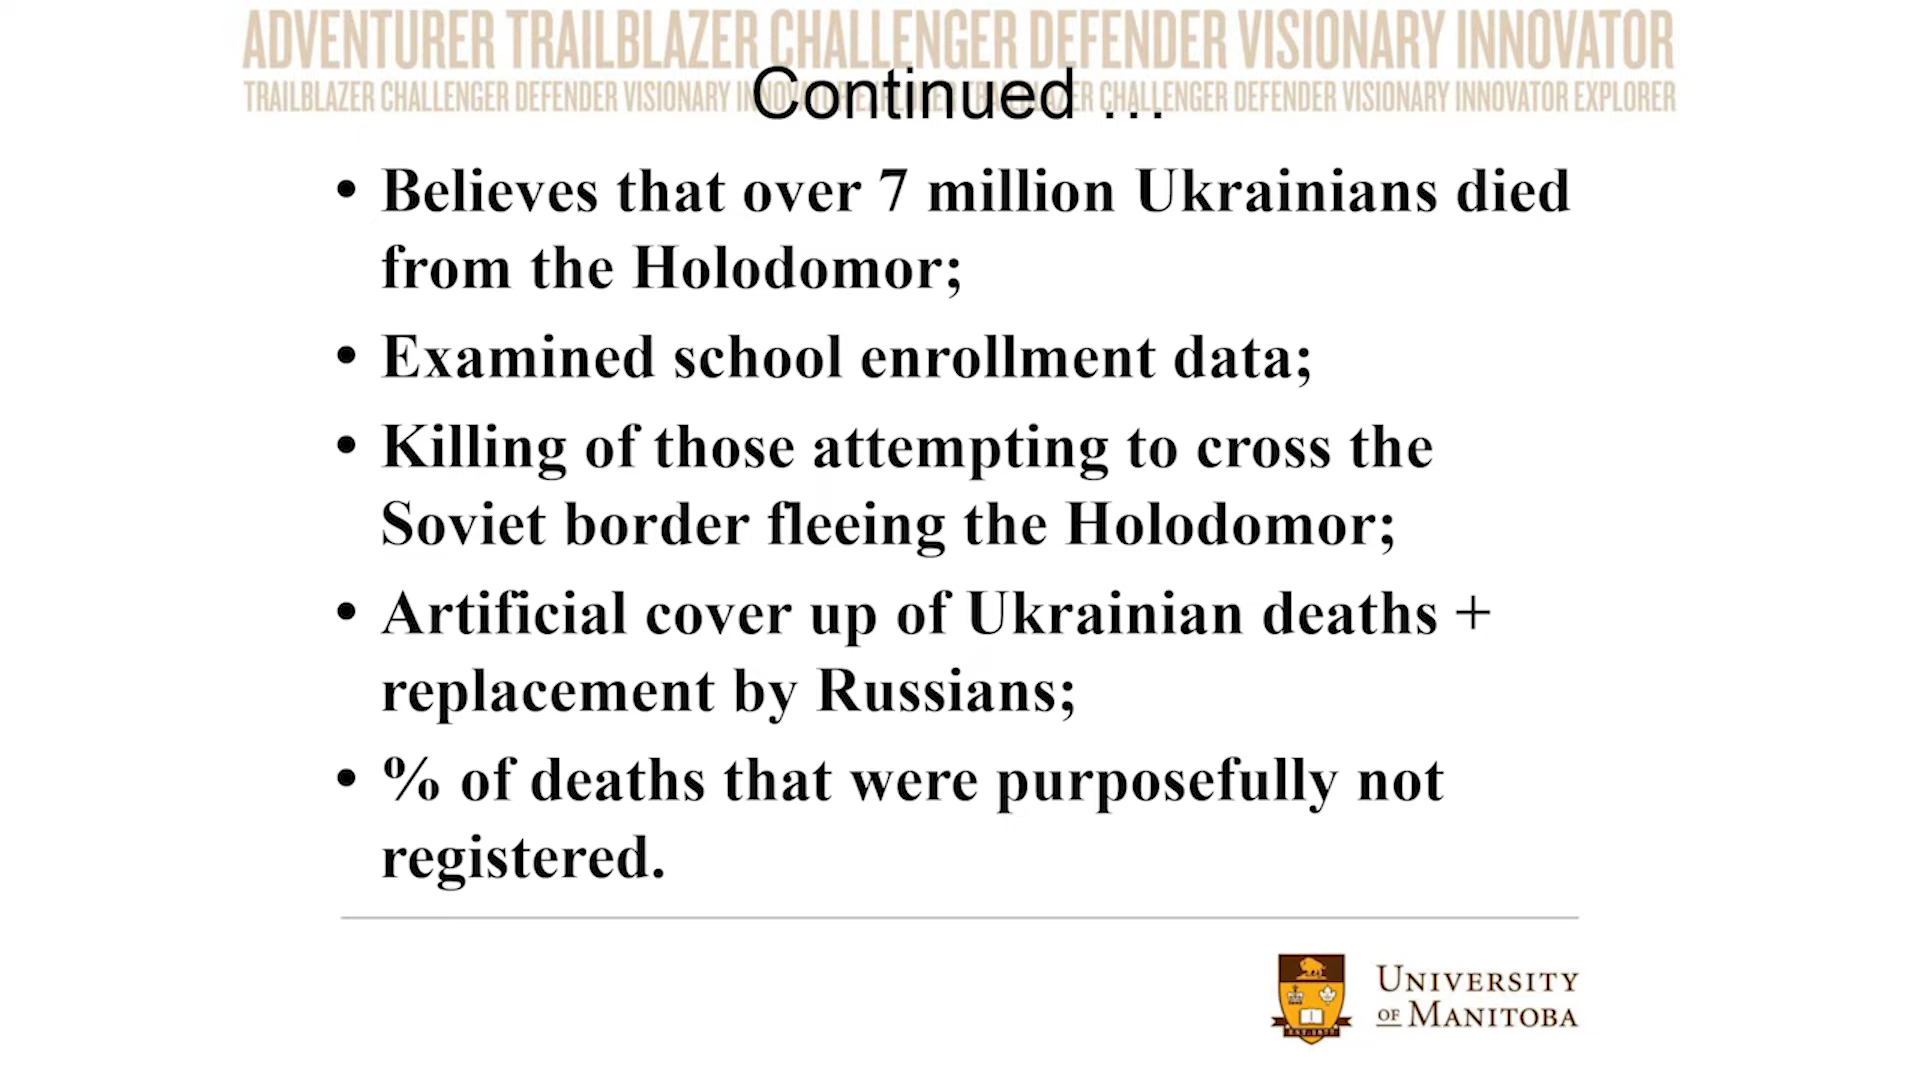 ADVENTURER TRAILBLAZER CHALLENGER DEFENDER VISIONARY INNOVATOR
TRAILBLAZER CHALLENGER DEFENDER VISIONARY CHALLENGER DEFENDER VISIONARY INNOVATOR EXPLORER
Continued ...
• Believes that over 7 million Ukrainians died
from the Holodomor;
• Examined school enrollment data;
• Killing of those attempting to cross the
Soviet border fleeing the Holodomor;
• Artificial cover up of Ukrainian deaths +
replacement by Russians;
• % of deaths that were purposefully not
registered.
UNIVERSITY
OF MANITOBA